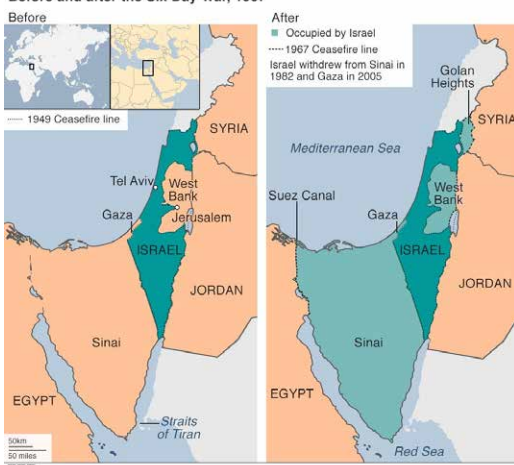 Before
1949 Ceasefire line
SYRIA
Tel Aviv
West
Bank
Gaza
Jerusalem
ISRAEL
JORDAN
Sinai
EGYPT
Straits
of Tiran
50km
50 miles
After
Occupied by Israel
1967 Ceasefire line
Israel withdrew from Sinai in
1982 and Gaza in 2005
Golan
Heights
SYRIA
Mediterranean Sea
Suez Canal
West
Bank
Gaza
ISRAEL
JORDAN
Sinai
EGYPT
Red Sea